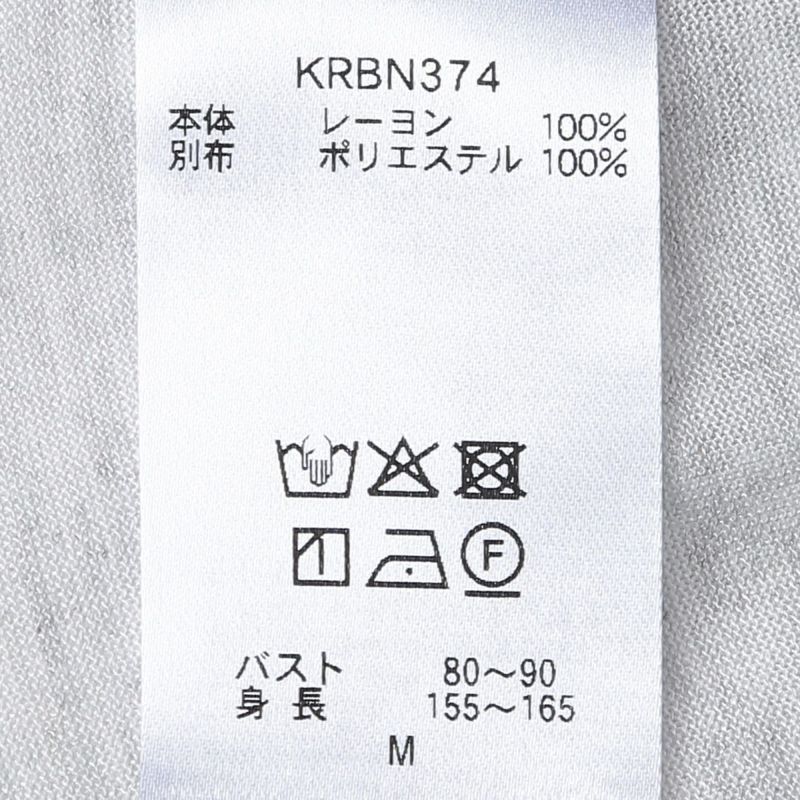 KRBN374
本体 レーヨン 100%
別布 ポリエステル 100%
F
バスト 80～90
身長 155～165
M